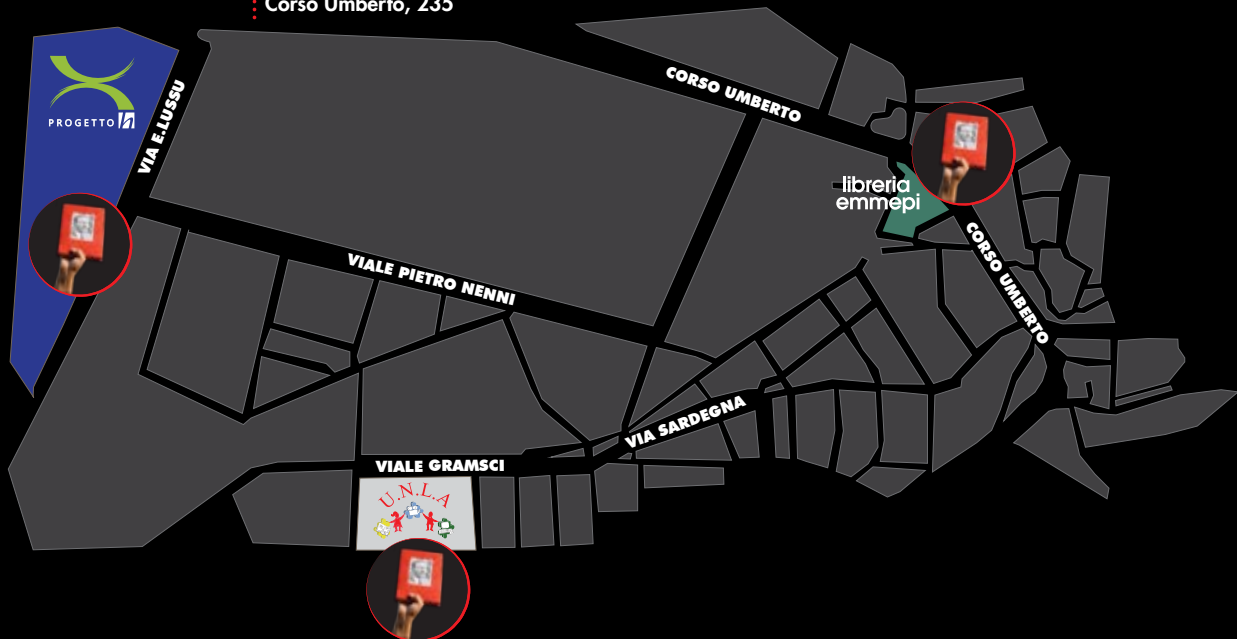 Corso Umberto, 235
PROGETTO H
VIA E.LUSSU
CORSO UMBERTO
libreria
emmepi
CORSO UMBERTO
VIALE PIETRO NENNI
VIA SARDEGNA
VIALE GRAMSCI
U.N.L.A